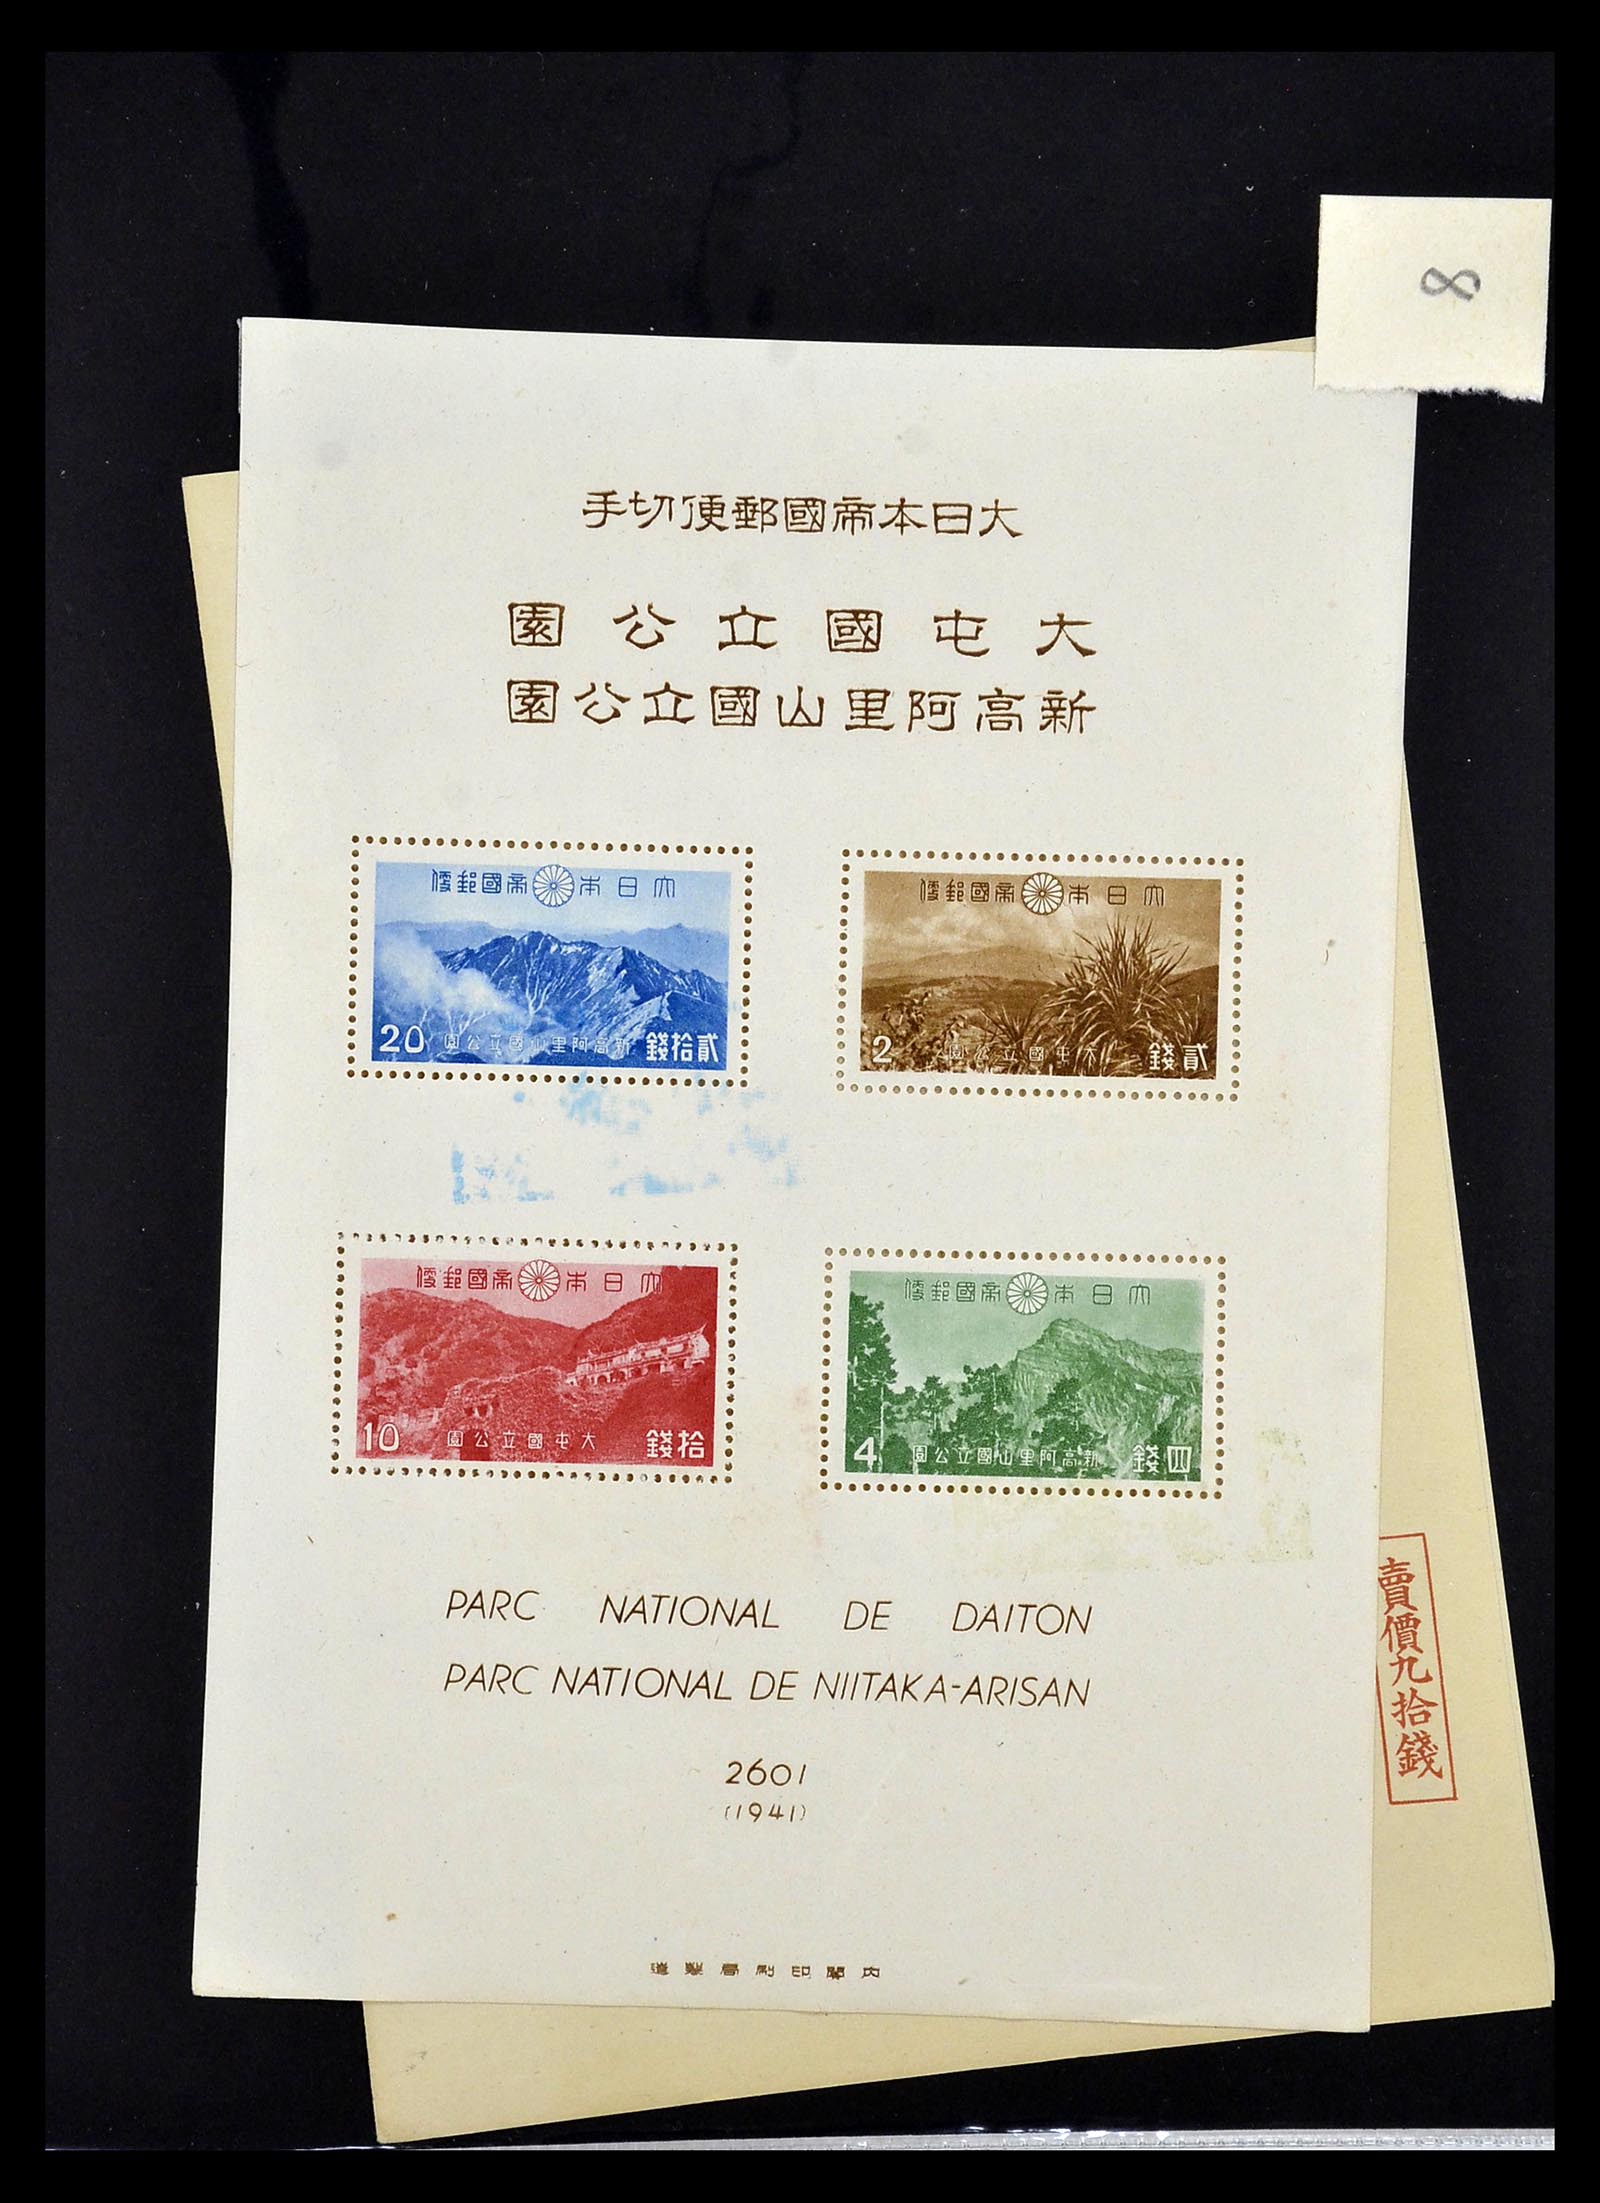 8
大日本帝國郵便切手
大屯國立公園
新高阿里山國立公園
大日本帝國郵便
20 新高阿里山國立公園 貳拾錢
大日本帝國郵便
2 大屯國立公園 貳錢
大日本帝國郵便
10 大屯國立公園 拾錢
大日本帝國郵便
4 新高阿里山國立公園 四錢
PARC NATIONAL DE DAITON
PARC NATIONAL DE NIITAKA-ARISAN
2601
(1941)
內閣印刷局製造
賣價九拾錢